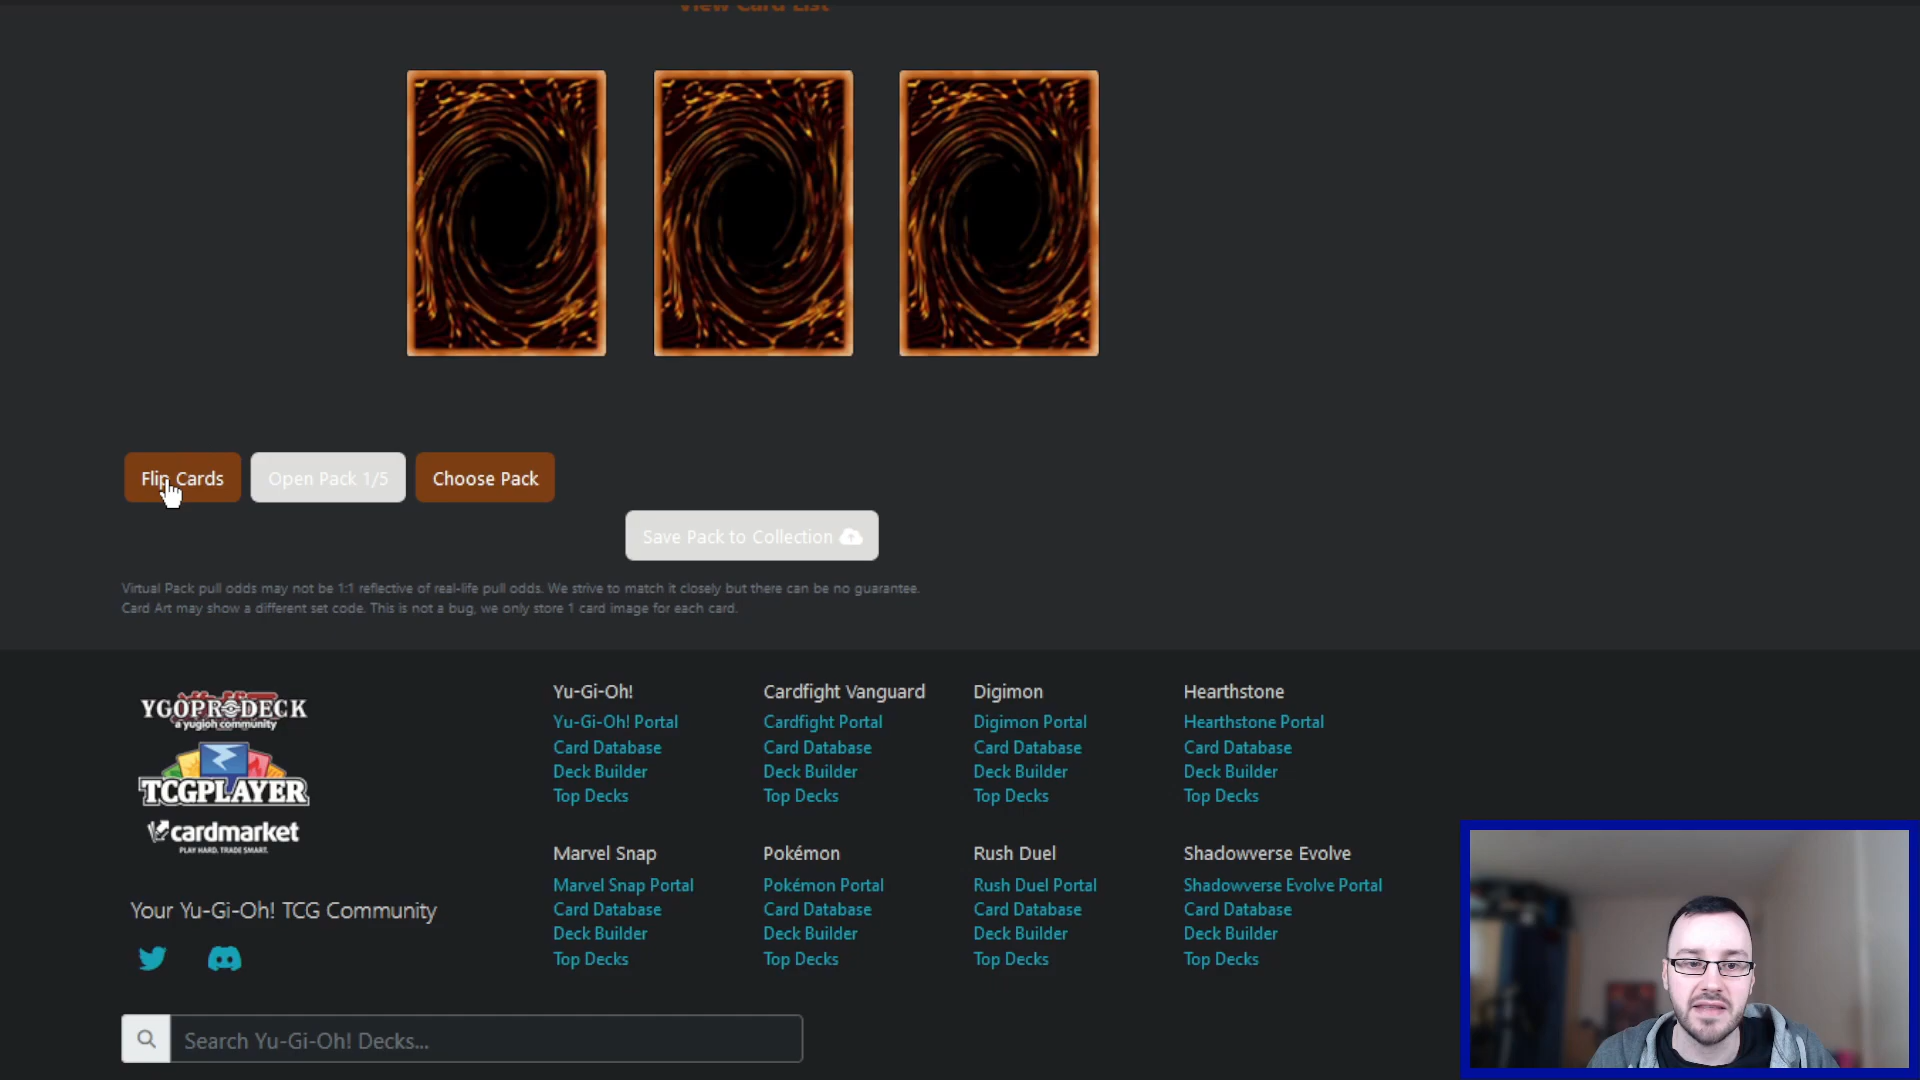 View Card List
Flip Cards
Open Pack 1/5
Choose Pack
Save Pack to Collection
Virtual Pack pull odds may not be 1:1 reflective of real-life pull odds. We strive to match it closely but there can be no guarantee.
Card Art may show a different set code. This is not a bug, we only store 1 card image for each card.
YGOPRODECK
a yugioh community
TCGPLAYER
cardmarket
PLAY HARD. TRADE SMART.
Your Yu-Gi-Oh! TCG Community
Search Yu-Gi-Oh! Decks...
Yu-Gi-Oh!
Yu-Gi-Oh! Portal
Card Database
Deck Builder
Top Decks
Cardfight Vanguard
Cardfight Portal
Card Database
Deck Builder
Top Decks
Digimon
Digimon Portal
Card Database
Deck Builder
Top Decks
Hearthstone
Hearthstone Portal
Card Database
Deck Builder
Top Decks
Marvel Snap
Marvel Snap Portal
Card Database
Deck Builder
Top Decks
Pokémon
Pokémon Portal
Card Database
Deck Builder
Top Decks
Rush Duel
Rush Duel Portal
Card Database
Deck Builder
Top Decks
Shadowverse Evolve
Shadowverse Evolve Portal
Card Database
Deck Builder
Top Decks